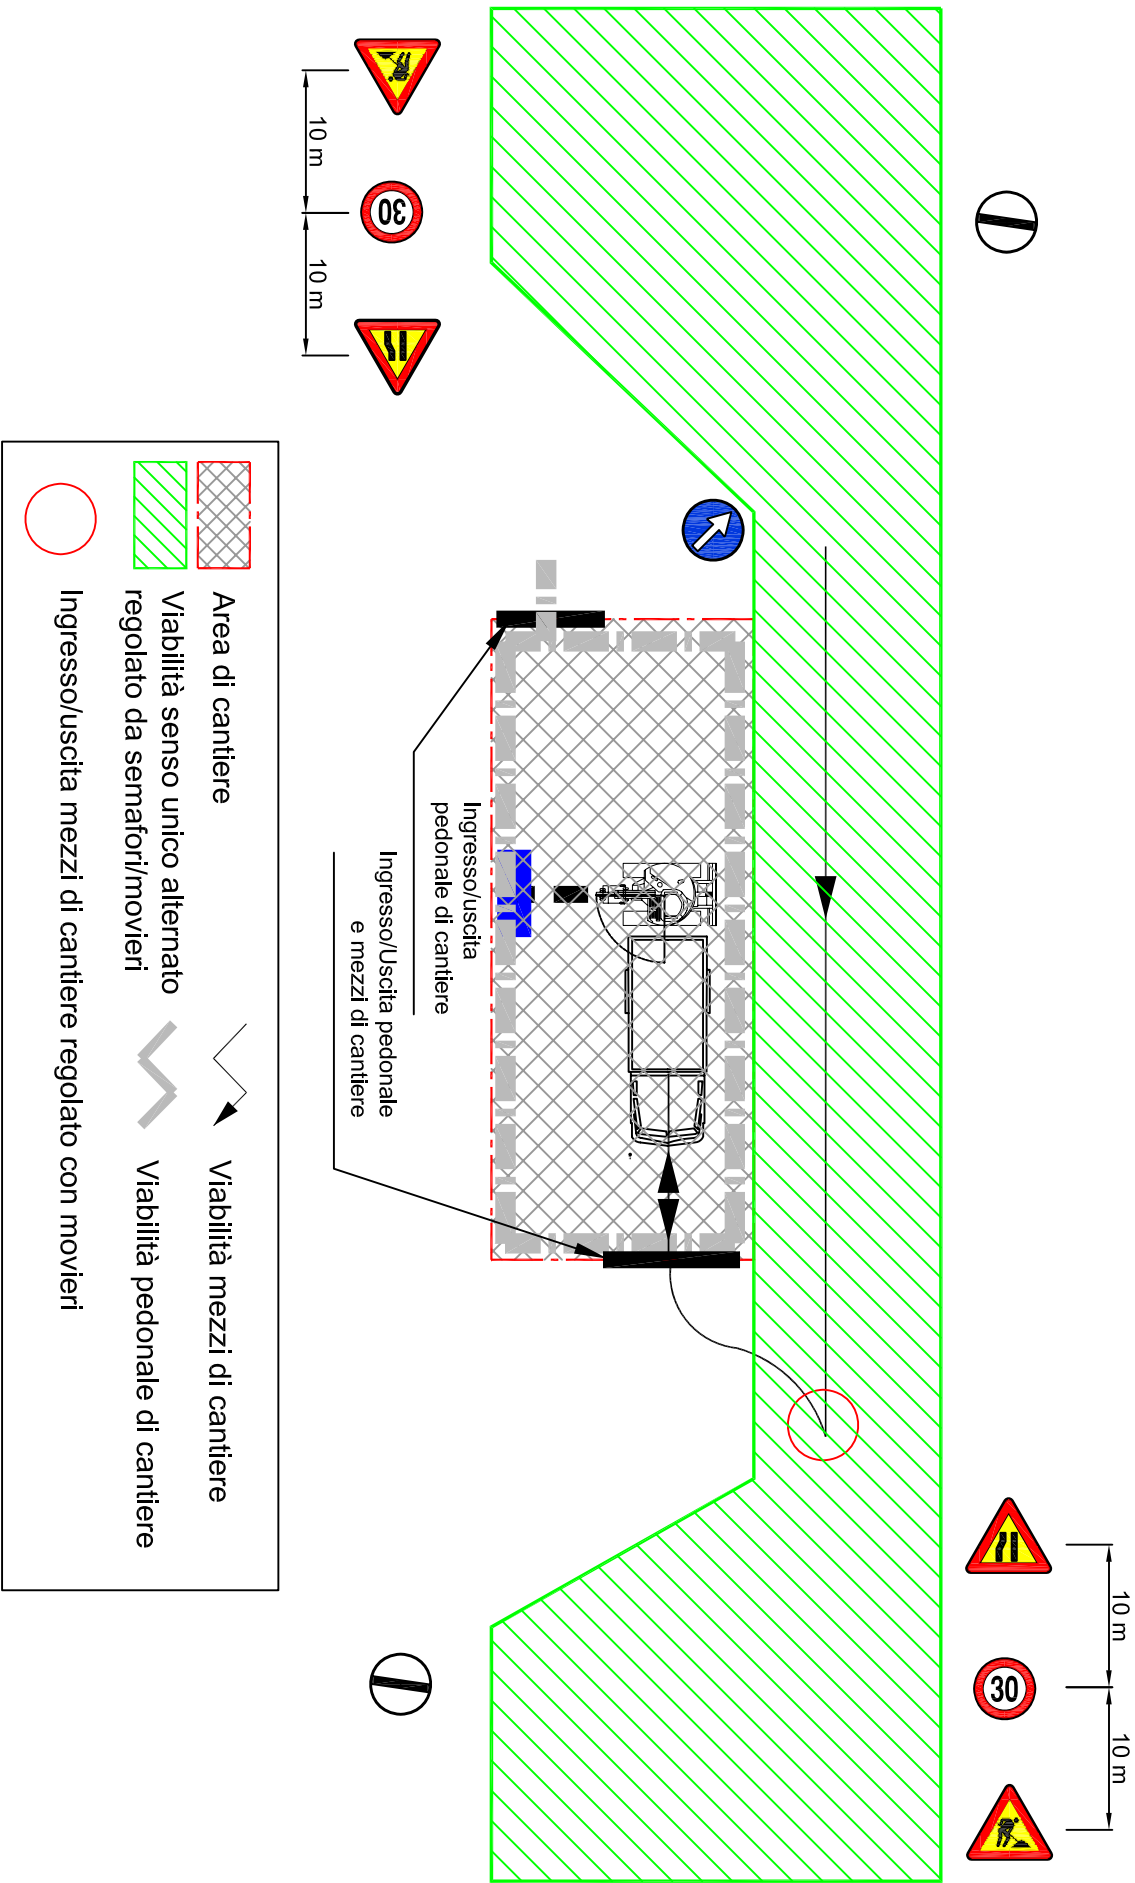 10 m
10 m
30
10 m
10 m
30
Ingresso/uscita
pedonale di cantiere
Ingresso/Uscita pedonale
e mezzi di cantiere
Area di cantiere
Viabilità senso unico alternato
regolato da semafori/movieri
Ingresso/uscita mezzi di cantiere regolato con movieri
Viabilità mezzi di cantiere
Viabilità pedonale di cantiere